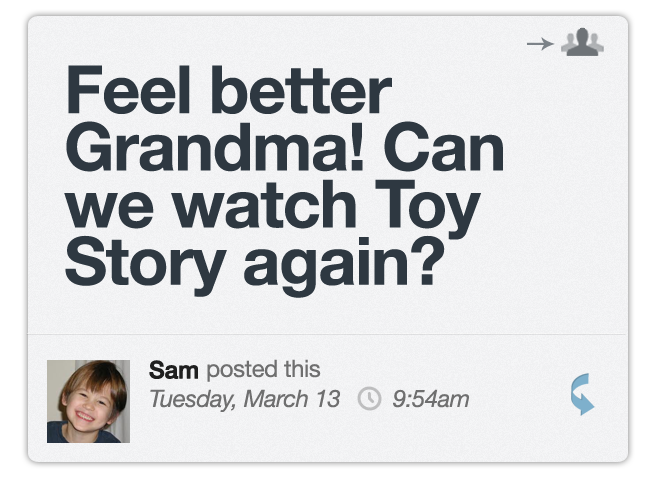 Feel better
Grandma! Can
we watch Toy
Story again?
Sam posted this
Tuesday, March 13 9:54am